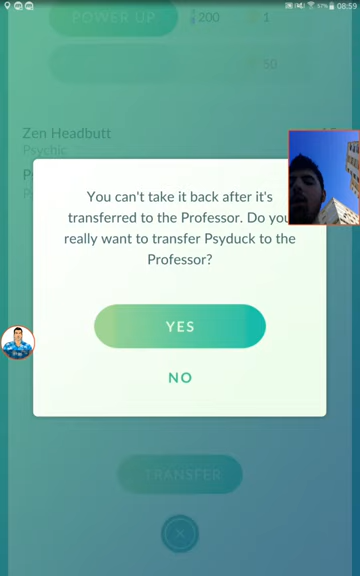 57% 08:59
POWER UP 200 1
50
Zen Headbutt
Psychic
You can't take it back after it's
transferred to the Professor. Do you
really want to transfer Psyduck to the
Professor?
YES
NO
TRANSFER